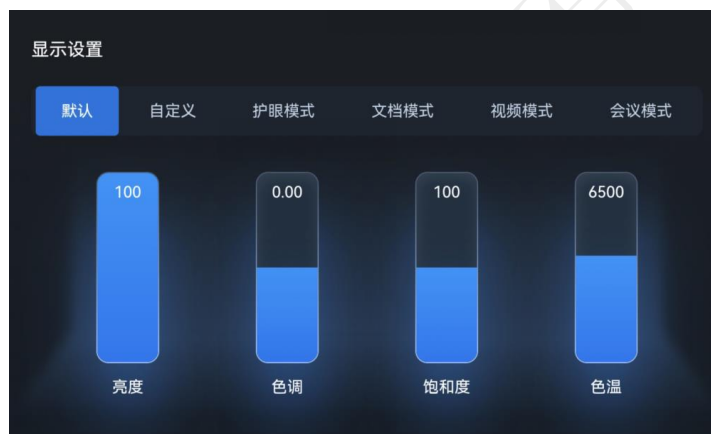 显示设置
默认 自定义 护眼模式 文档模式 视频模式 会议模式
100 0.00 100 6500
亮度 色调 饱和度 色温